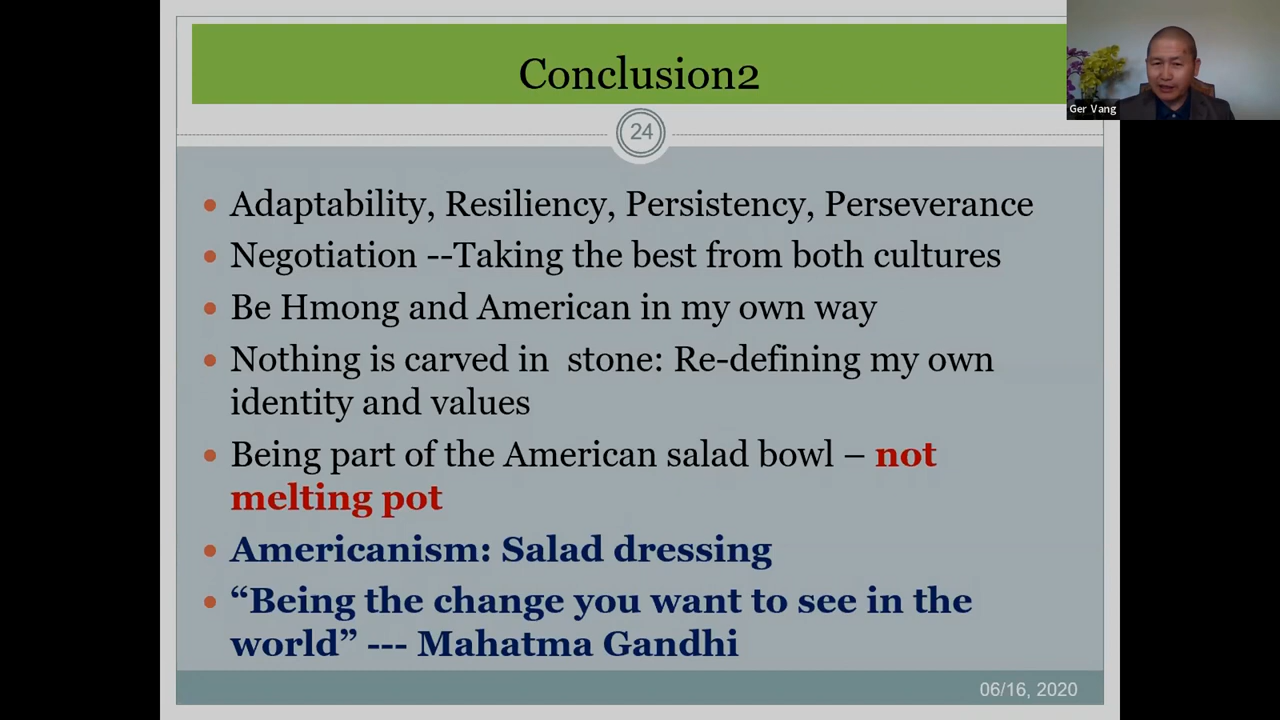 Conclusion2
Ger Vang
24
• Adaptability, Resiliency, Persistency, Perseverance
• Negotiation --Taking the best from both cultures
• Be Hmong and American in my own way
• Nothing is carved in  stone: Re-defining my own
identity and values
• Being part of the American salad bowl – not
melting pot
• Americanism: Salad dressing
• “Being the change you want to see in the
world” --- Mahatma Gandhi
06/16, 2020